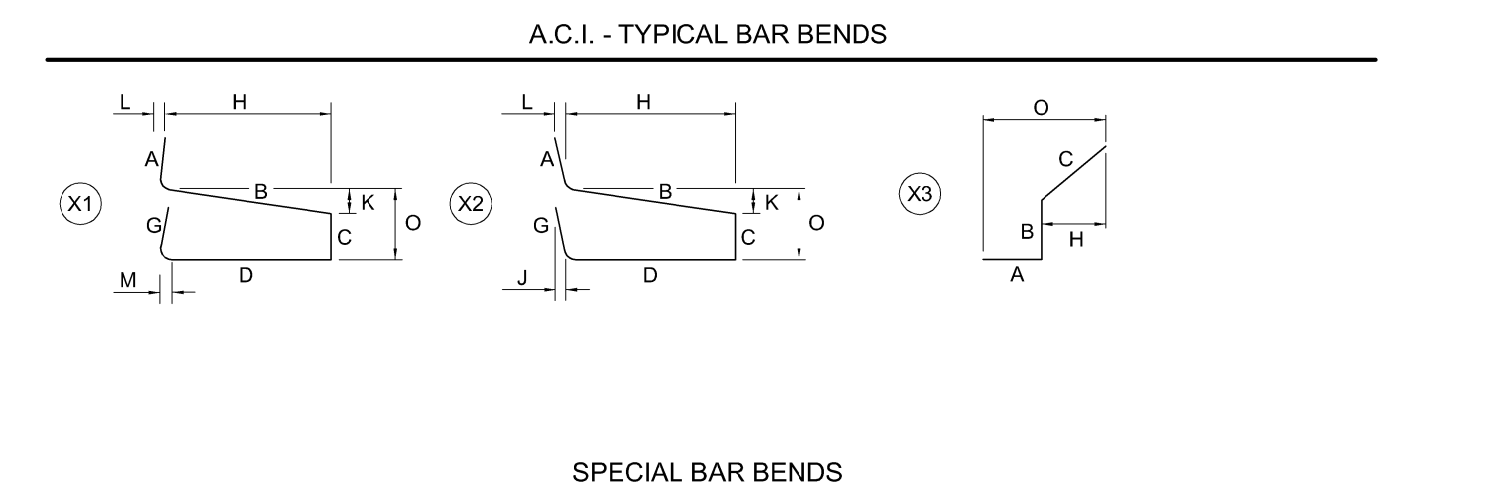 A.C.I. - TYPICAL BAR BENDS
L H L H O
A A C
X1 B K X2 B K X3
G C O G C O B H
M D J D A
SPECIAL BAR BENDS